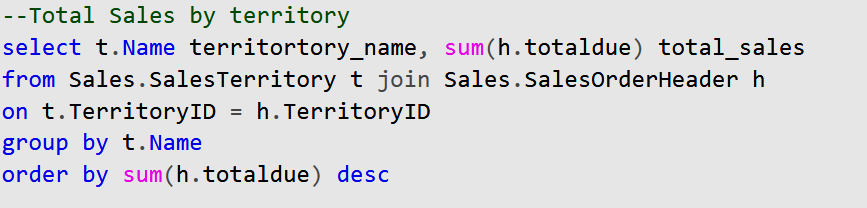 --Total Sales by territory
select t.Name territortory_name, sum(h.totaldue) total_sales
from Sales.SalesTerritory t join Sales.SalesOrderHeader h
on t.TerritoryID = h.TerritoryID
group by t.Name
order by sum(h.totaldue) desc